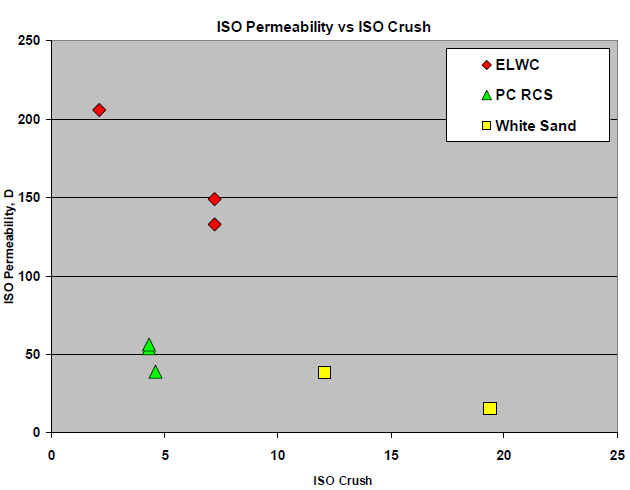 ISO Permeability vs ISO Crush
250
200
150
100
50
0
ISO Permeability, D
ELWC
PC RCS
White Sand
0 5 10 15 20 25
ISO Crush